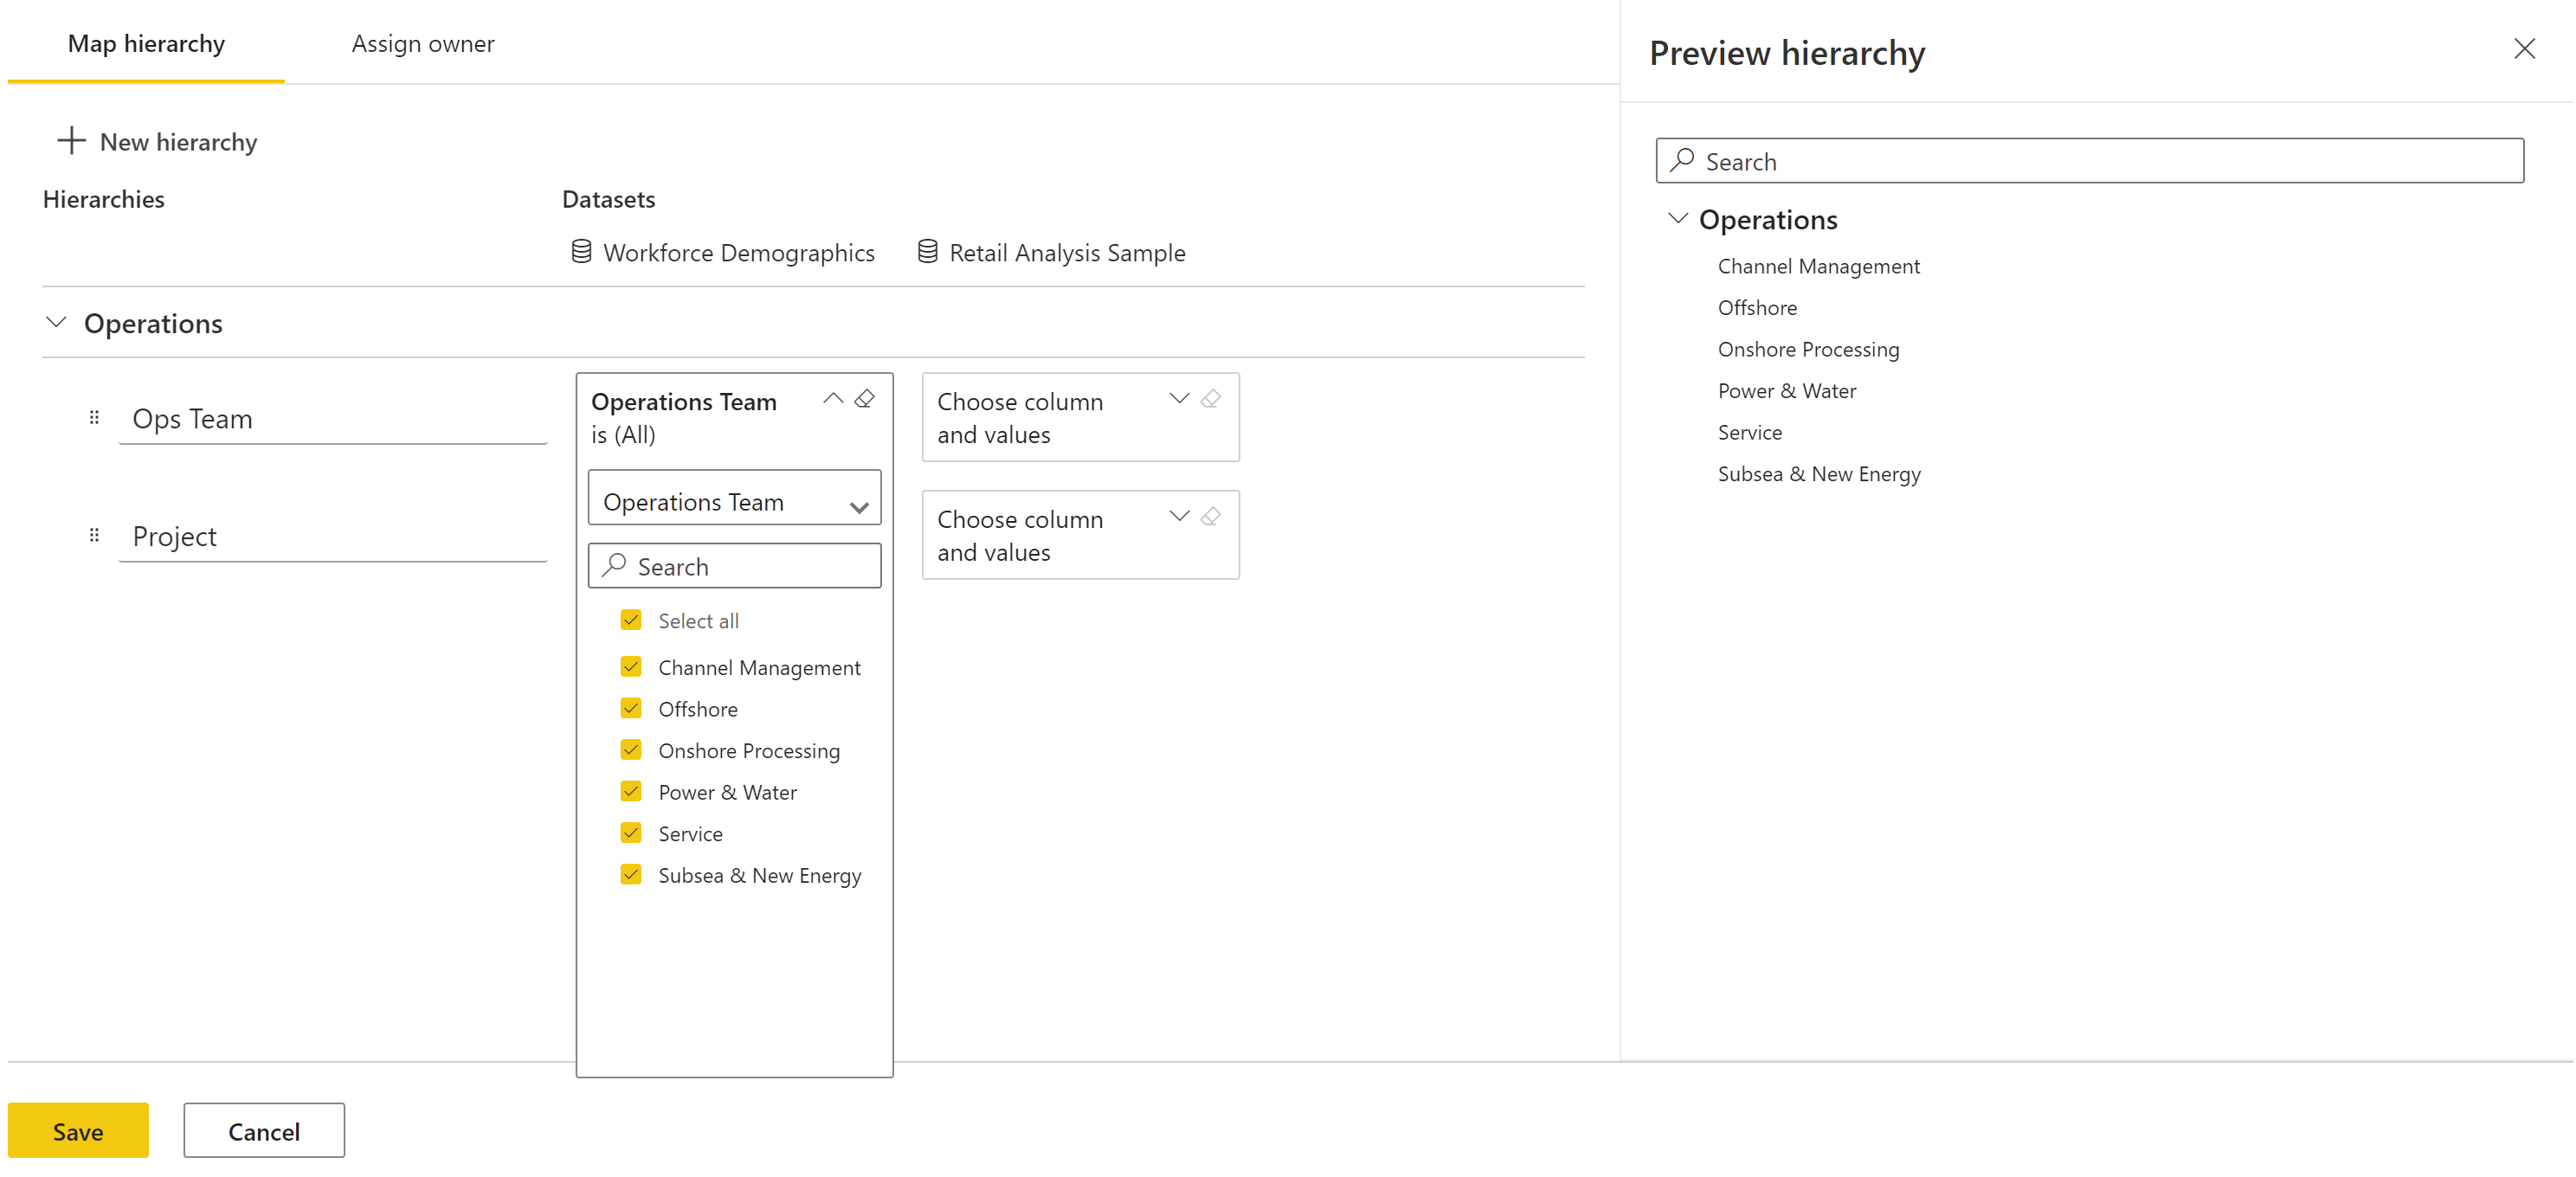 Map hierarchy
Assign owner
New hierarchy
Hierarchies
Datasets
Workforce Demographics
Retail Analysis Sample
Operations
Ops Team
Project
Operations Team
is (All)
Operations Team
Search
Select all
Channel Management
Offshore
Onshore Processing
Power & Water
Service
Subsea & New Energy
Choose column
and values
Choose column
and values
Save
Cancel
Preview hierarchy
Search
Operations
Channel Management
Offshore
Onshore Processing
Power & Water
Service
Subsea & New Energy